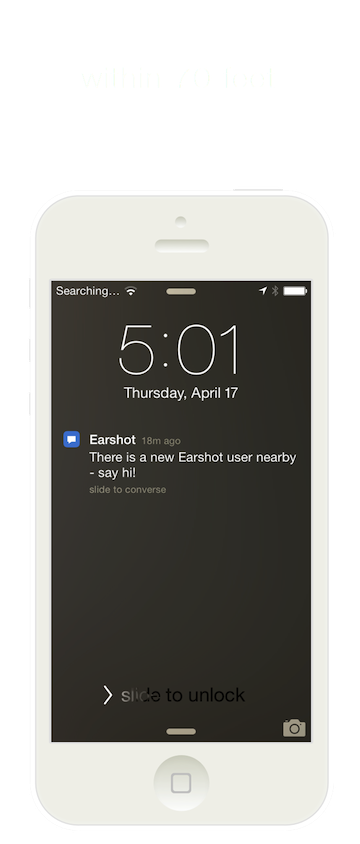 Searching...
5:01
Thursday, April 17
Earshot 18m ago
There is a new Earshot user nearby
- say hi!
slide to converse
slide to unlock